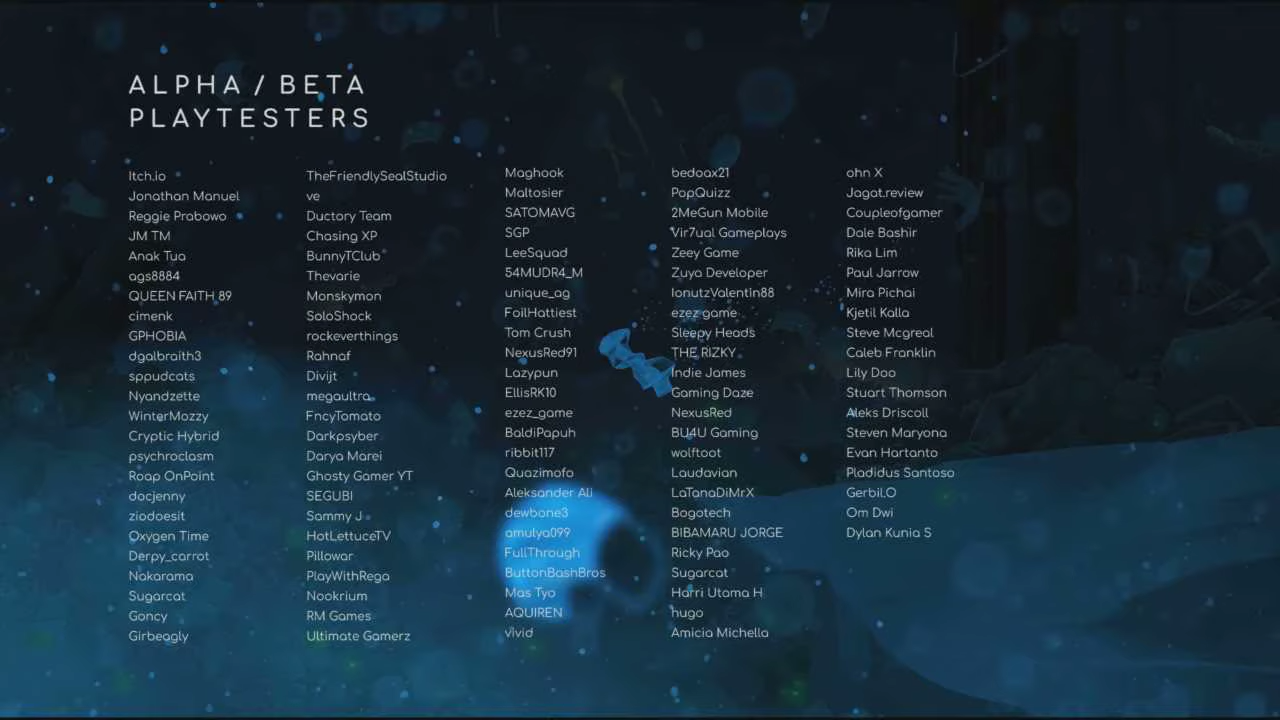 ALPHA / BETA
PLAYTESTERS
Itch.io
Jonathan Manuel
Reggie Prabowo
JM TM
Anak Tua
ags8884
QUEEN FAITH 89
cimenk
GPHOBIA
dgalbraith3
sppudcats
Nyandzette
WinterMozzy
Cryptic Hybrid
psychroclasm
Roap OnPoint
docjenny
ziodoesit
Oxygen Time
Derpy_carrot
Nakarama
Sugarcat
Goncy
Girbeagly
TheFriendlySealStudio
ve
Ductory Team
Chasing XP
BunnyTClub
Thevarie
Monskymon
SoloShock
rockeverthings
Rahnaf
Divijt
megaultra
FncyTomato
Darkpsyber
Darya Marei
Ghosty Gamer YT
SEGUBI
Sammy J
HotLettuceTV
Pillowar
PlayWithRega
Nookrium
RM Games
Ultimate Gamerz
Maghook
Maltosier
SATOMAVG
SGP
LeeSquad
54MUDR4_M
unique_ag
FoilHattiest
Tom Crush
NexusRed91
Lazypun
EllisRK10
ezez_game
BaldiPapuh
ribbit117
Quazimofo
Aleksander Ali
dewbone3
amulya099
FullThrough
ButtonBashBros
Mas Tyo
AQUIREN
vivid
bedoax21
PopQuizz
2MeGun Mobile
Vir7ual Gameplays
Zeey Game
Zuya Developer
IonutzValentin88
ezez game
Sleepy Heads
THE RIZKY
Indie James
Gaming Daze
NexusRed
BU4U Gaming
wolftoot
Laudavian
LaTanaDiMrX
Bogotech
BIBAMARU JORGE
Ricky Pao
Sugarcat
Harri Utama H
hugo
Amicia Michella
ohn X
Jagat.review
Coupleofgamer
Dale Bashir
Rika Lim
Paul Jarrow
Mira Pichai
Kjetil Kalla
Steve Mcgreal
Caleb Franklin
Lily Doo
Stuart Thomson
Aleks Driscoll
Steven Maryona
Evan Hartanto
Pladidus Santoso
Gerbil.O
Om Dwi
Dylan Kunia S